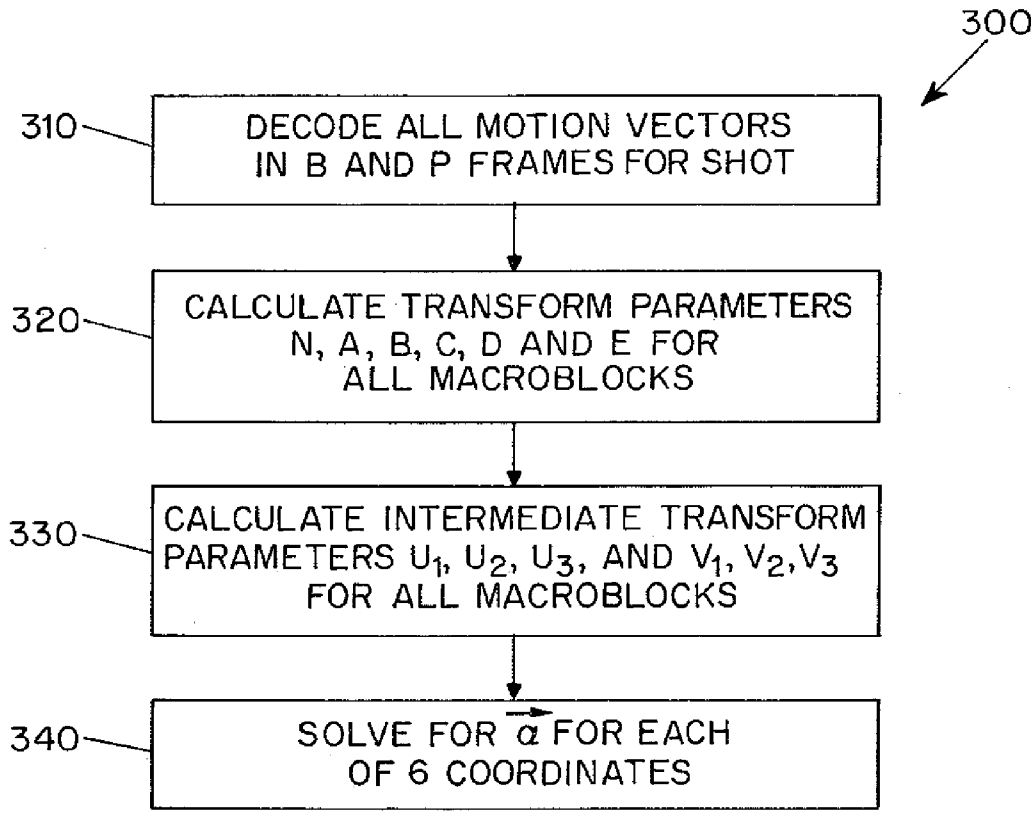 300
310
DECODE ALL MOTION VECTORS
IN B AND P FRAMES FOR SHOT
320
CALCULATE TRANSFORM PARAMETERS
N, A, B, C, D AND E FOR
ALL MACROBLOCKS
330
CALCULATE INTERMEDIATE TRANSFORM
PARAMETERS U₁, U₂, U₃, AND V₁, V₂, V₃
FOR ALL MACROBLOCKS
340
SOLVE FOR α⃗ FOR EACH
OF 6 COORDINATES